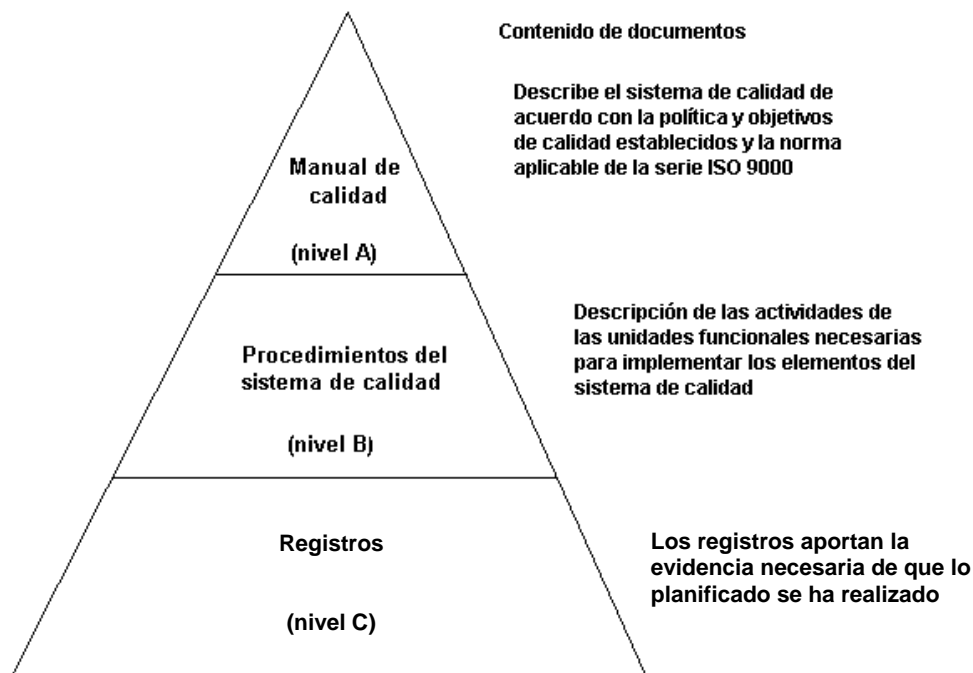 Contenido de documentos
Describe el sistema de calidad de
acuerdo con la política y objetivos
de calidad establecidos y la norma
aplicable de la serie ISO 9000
Manual de
calidad
(nivel A)
Descripción de las actividades de
las unidades funcionales necesarias
para implementar los elementos del
sistema de calidad
Procedimientos del
sistema de calidad
(nivel B)
Registros
(nivel C)
Los registros aportan la
evidencia necesaria de que lo
planificado se ha realizado